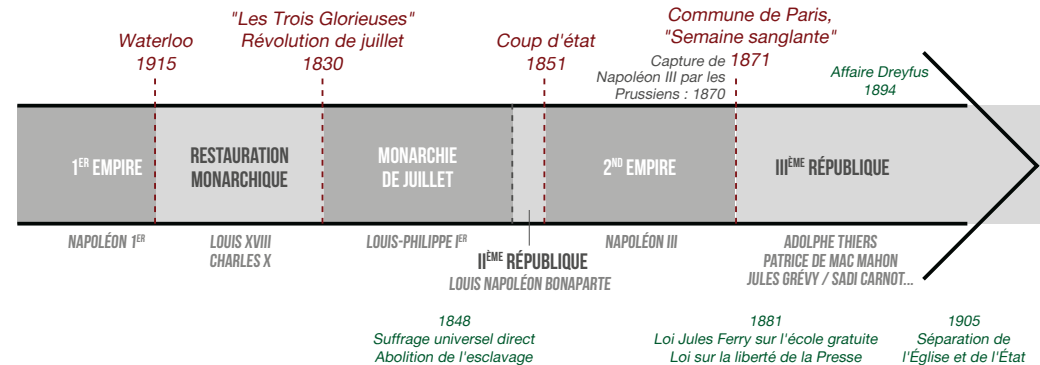 "Les Trois Glorieuses"
Révolution de juillet
1830
Waterloo
1915
Coup d'état
1851
Commune de Paris,
"Semaine sanglante"
1871
Capture de
Napoléon III par les
Prussiens : 1870
Affaire Dreyfus
1894
1ER EMPIRE
RESTAURATION
MONARCHIQUE
MONARCHIE
DE JUILLET
2ND EMPIRE
IIIÈME RÉPUBLIQUE
NAPOLÉON 1ER
LOUIS XVIII
CHARLES X
LOUIS-PHILIPPE IER
IIÈME RÉPUBLIQUE
LOUIS NAPOLÉON BONAPARTE
NAPOLÉON III
ADOLPHE THIERS
PATRICE DE MAC MAHON
JULES GRÉVY / SADI CARNOT...
1848
Suffrage universel direct
Abolition de l'esclavage
1881
Loi Jules Ferry sur l'école gratuite
Loi sur la liberté de la Presse
1905
Séparation de
l'Église et de l'État